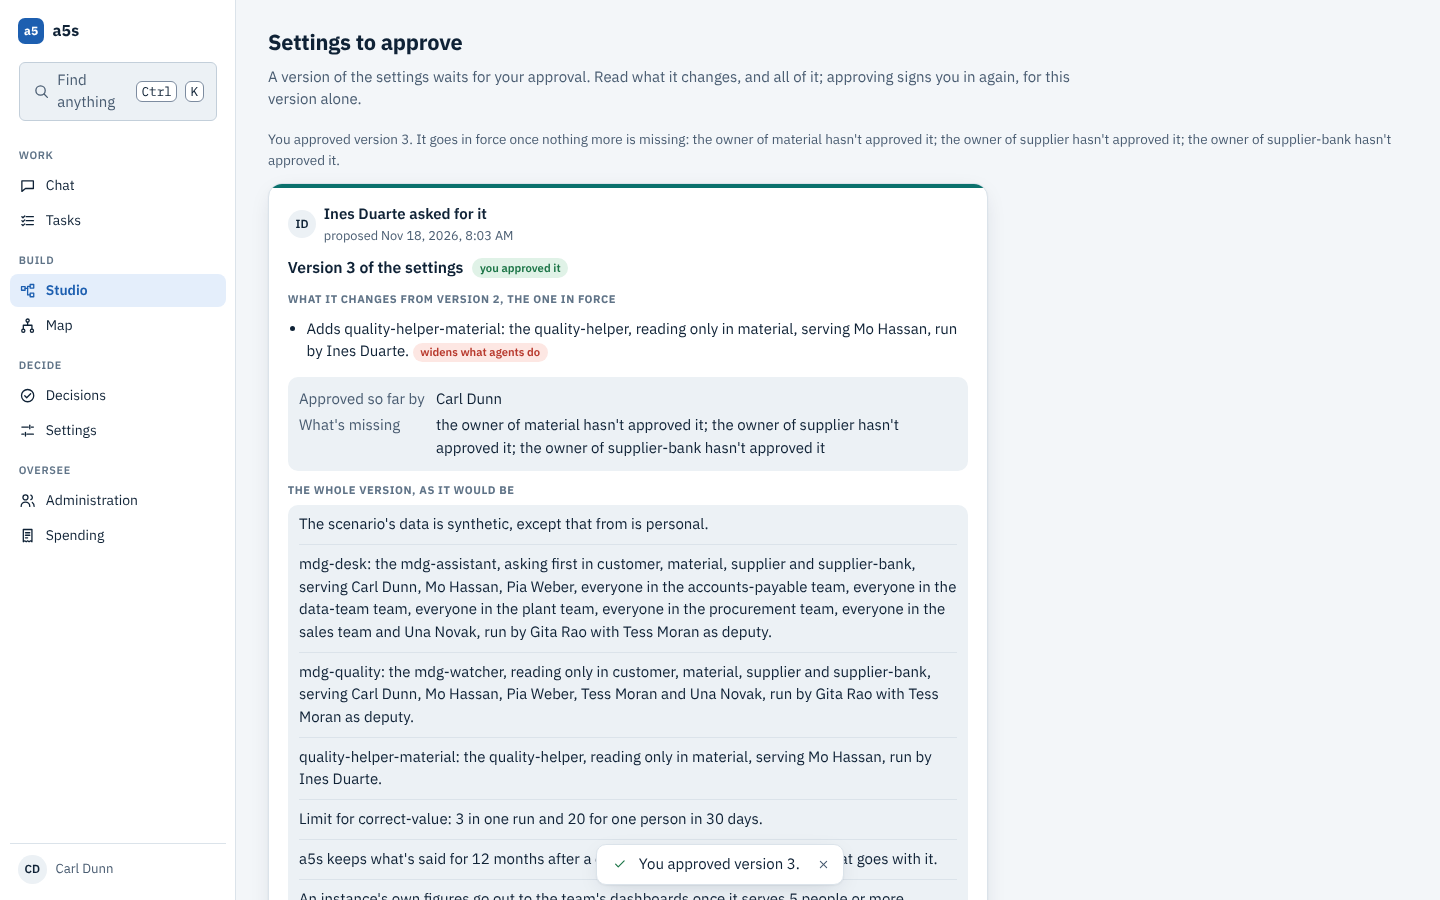 a5 a5s
Find anything Ctrl K
WORK
Chat
Tasks
BUILD
Studio
Map
DECIDE
Decisions
Settings
OVERSEE
Administration
Spending
CD Carl Dunn
Settings to approve
A version of the settings waits for your approval. Read what it changes, and all of it; approving signs you in again, for this
version alone.
You approved version 3. It goes in force once nothing more is missing: the owner of material hasn't approved it; the owner of supplier hasn't approved it; the owner of supplier-bank hasn't
approved it.
ID Ines Duarte asked for it
proposed Nov 18, 2026, 8:03 AM
Version 3 of the settings you approved it
WHAT IT CHANGES FROM VERSION 2, THE ONE IN FORCE
• Adds quality-helper-material: the quality-helper, reading only in material, serving Mo Hassan, run
by Ines Duarte. widens what agents do
Approved so far by Carl Dunn
What's missing the owner of material hasn't approved it; the owner of supplier hasn't
approved it; the owner of supplier-bank hasn't approved it
THE WHOLE VERSION, AS IT WOULD BE
The scenario's data is synthetic, except that from is personal.
mdg-desk: the mdg-assistant, asking first in customer, material, supplier and supplier-bank,
serving Carl Dunn, Mo Hassan, Pia Weber, everyone in the accounts-payable team, everyone in the
data-team team, everyone in the plant team, everyone in the procurement team, everyone in the
sales team and Una Novak, run by Gita Rao with Tess Moran as deputy.
mdg-quality: the mdg-watcher, reading only in customer, material, supplier and supplier-bank,
serving Carl Dunn, Mo Hassan, Pia Weber, Tess Moran and Una Novak, run by Gita Rao with Tess
Moran as deputy.
quality-helper-material: the quality-helper, reading only in material, serving Mo Hassan, run by
Ines Duarte.
Limit for correct-value: 3 in one run and 20 for one person in 30 days.
a5s keeps what's said for 12 months after a at goes with it.
You approved version 3.
An instance's own figures go out to the team's dashboards once it serves 5 people or more.